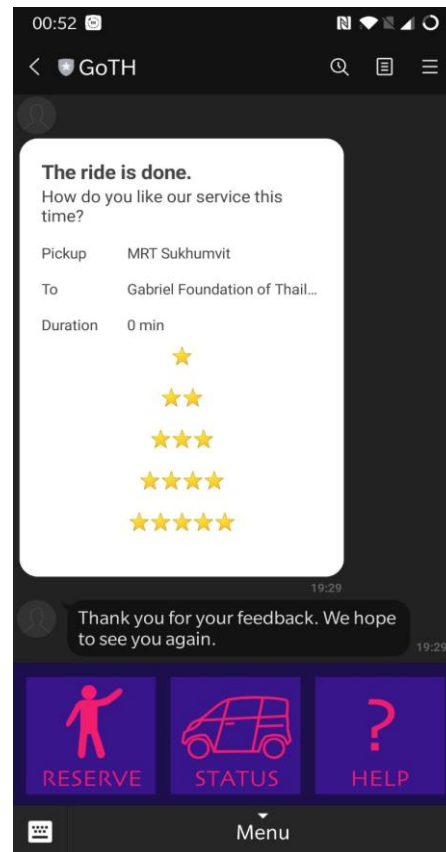 00:52
GoTH
The ride is done.
How do you like our service this
time?
Pickup MRT Sukhumvit
To Gabriel Foundation of Thail...
Duration 0 min
19:29
Thank you for your feedback. We hope
to see you again.
19:29
RESERVE STATUS HELP
Menu